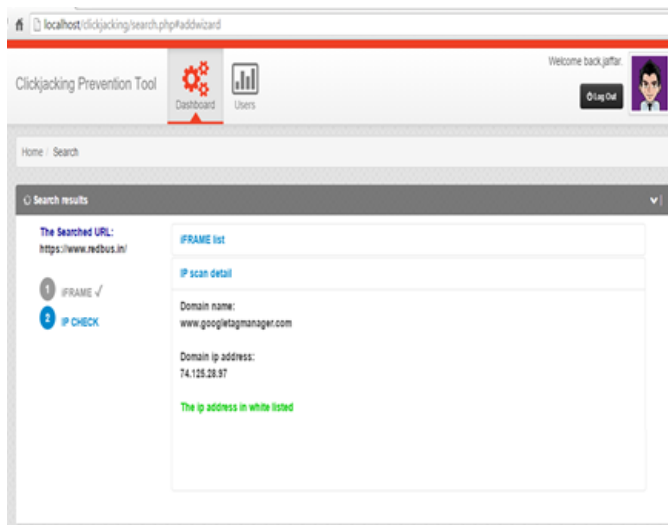 localhost/clickjacking/search.php#addwizard
Clickjacking Prevention Tool
Dashboard
Users
Welcome back,jaffar.
Log Out
Home / Search
Search results
The Searched URL:
https://www.redbus.in/
1 iFRAME √
2 IP CHECK
iFRAME list
IP scan detail
Domain name:
www.googletagmanager.com
Domain ip address:
74.125.28.97
The ip address in white listed